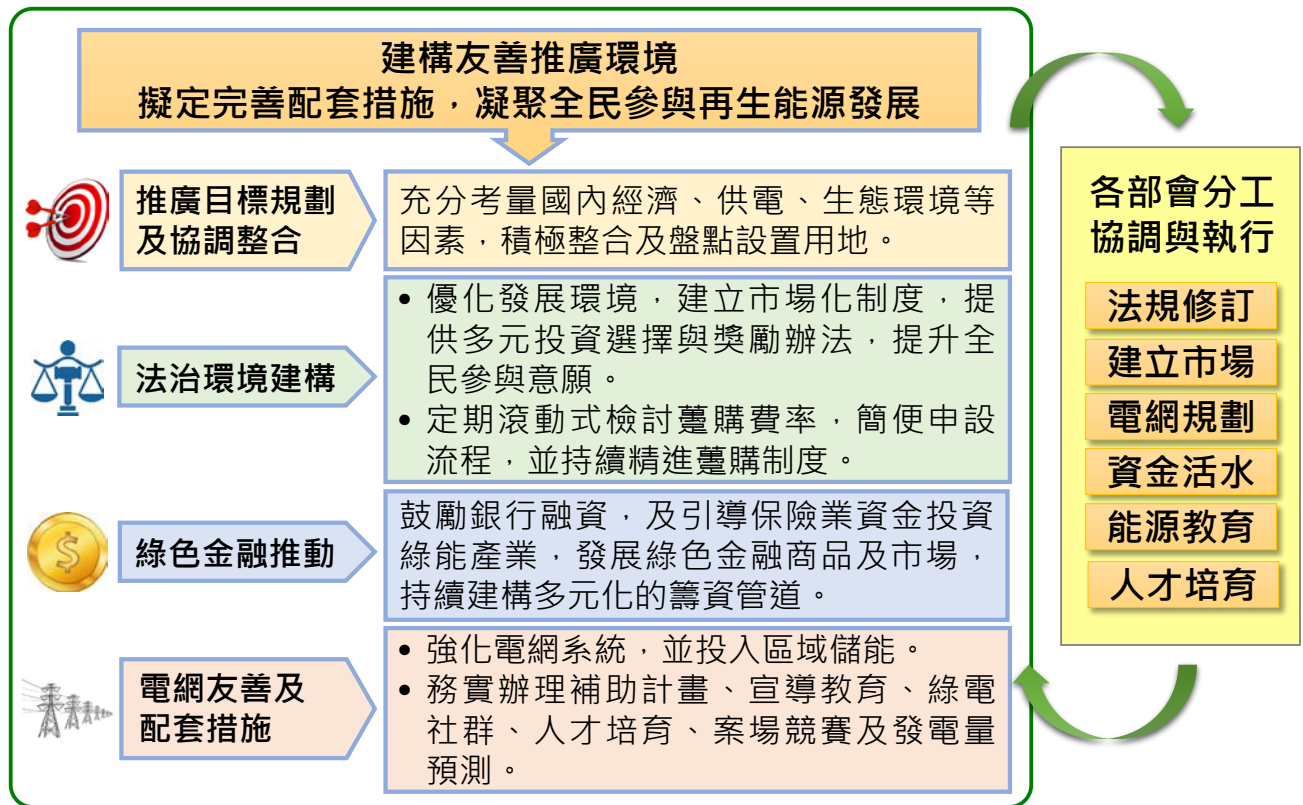 建構友善推廣環境
擬定完善配套措施，凝聚全民參與再生能源發展
推廣目標規劃
及協調整合
充分考量國內經濟、供電、生態環境等
因素，積極整合及盤點設置用地。
法治環境建構
• 優化發展環境，建立市場化制度，提
供多元投資選擇與獎勵辦法，提升全
民參與意願。
• 定期滾動式檢討躉購費率，簡便申設
流程，並持續精進躉購制度。
綠色金融推動
鼓勵銀行融資，及引導保險業資金投資
綠能產業，發展綠色金融商品及市場，
持續建構多元化的籌資管道。
電網友善及
配套措施
• 強化電網系統，並投入區域儲能。
• 務實辦理補助計畫、宣導教育、綠電
社群、人才培育、案場競賽及發電量
預測。
各部會分工
協調與執行
法規修訂
建立市場
電網規劃
資金活水
能源教育
人才培育